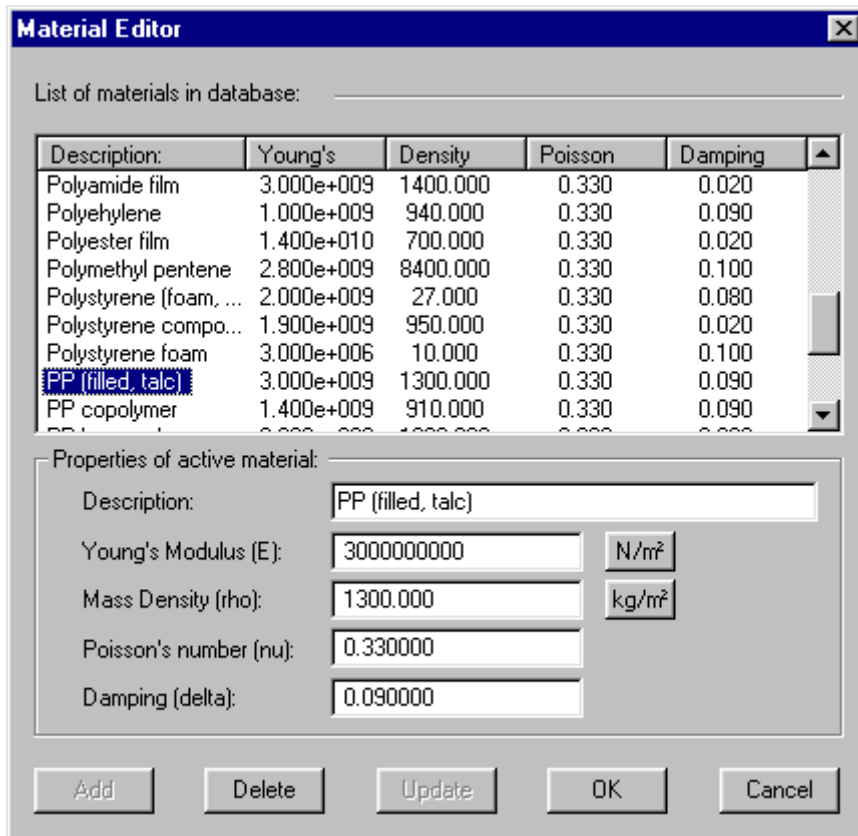 Material Editor
List of materials in database:
Description: Young's Density Poisson Damping
Polyamide film 3.000e+009 1400.000 0.330 0.020
Polyehylene 1.000e+009 940.000 0.090 0.330
Polyester film 1.400e+010 700.000 0.330 0.020
Polymethyl pentene 2.800e+009 8400.000 0.330 0.100
Polystyrene (foam, ... 2.000e+009 27.000 0.330 0.080
Polystyrene compo... 1.900e+009 950.000 0.330 0.020
Polystyrene foam 3.000e+006 10.000 0.330 0.100
PP (filled, talc) 3.000e+009 1300.000 0.330 0.090
PP copolymer 1.400e+009 910.000 0.330 0.090
Properties of active material:
Description: PP (filled, talc)
Young's Modulus (E): 3000000000 N/m²
Mass Density (rho): 1300.000 kg/m²
Poisson's number (nu): 0.330000
Damping (delta): 0.090000
Add Delete Update OK Cancel